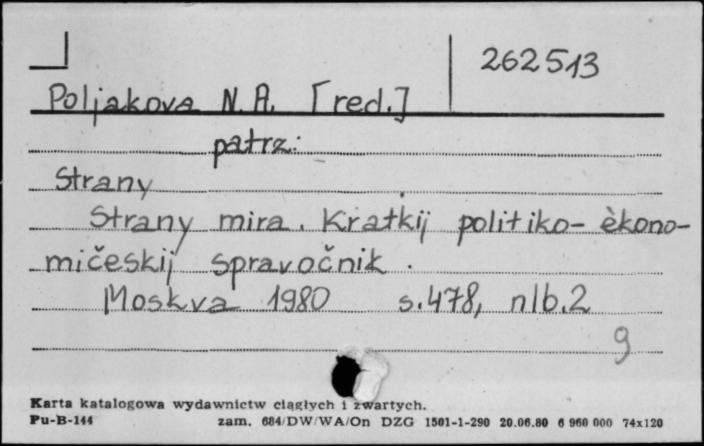 262513
Poljakova N.A. [red.]
patrz:
Strany
Strany mira. Kratkij politiko-èkono-
mičeskij spravočnik.
Moskva 1980 s.478, nlb.2
g
Karta katalogowa wydawnictw ciągłych i zwartych.
Pu-B-144 zam. 684/DW/WA/On DZG 1501-1-290 20.06.80 6 960 000 74x120